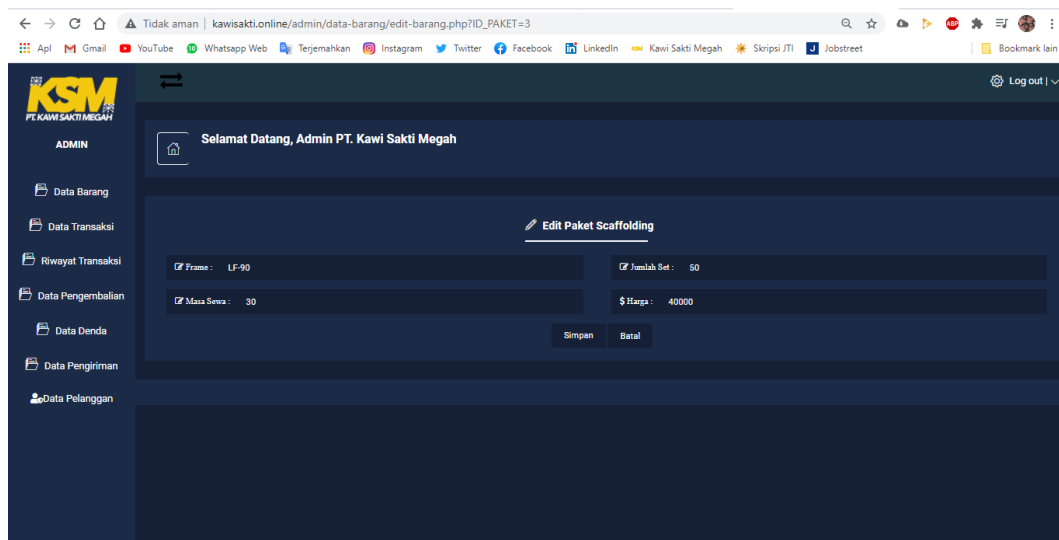 Tidak aman | kawisakti.online/admin/data-barang/edit-barang.php?ID_PAKET=3
Apl Gmail YouTube Whatsapp Web Terjemahkan Instagram Twitter Facebook LinkedIn Kawi Sakti Megah Skripsi JTI Jobstreet Bookmark lain
KSM
PT. KAWI SAKTI MEGAH
Log out |
ADMIN
Selamat Datang, Admin PT. Kawi Sakti Megah
Data Barang
Data Transaksi
Riwayat Transaksi
Data Pengembalian
Data Denda
Data Pengiriman
Data Pelanggan
Edit Paket Scaffolding
Frame : LF-90
Jumlah Set : 50
Masa Sewa : 30
$ Harga : 40000
Simpan Batal